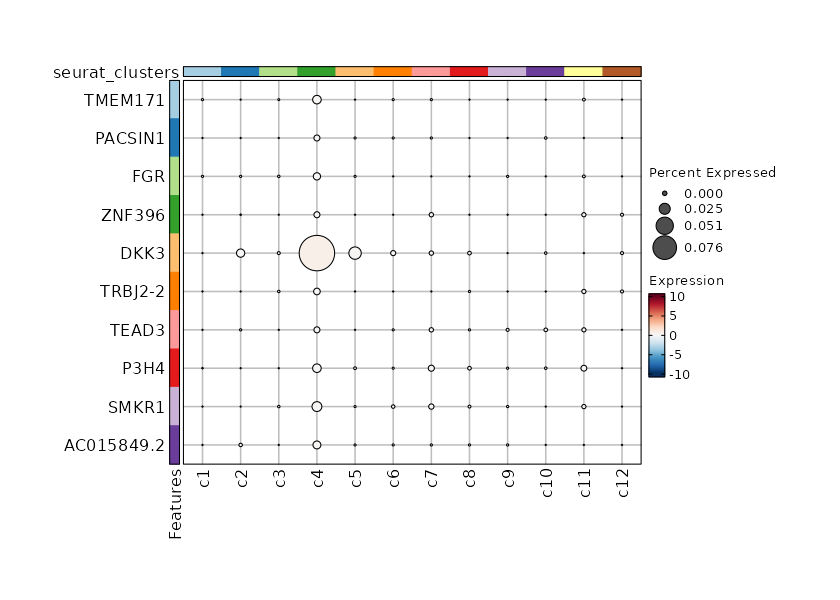 seurat_clusters
TMEM171
PACSIN1
FGR
ZNF396
DKK3
TRBJ2-2
TEAD3
P3H4
SMKR1
AC015849.2
Features
c1
c2
c3
c4
c5
c6
c7
c8
c9
c10
c11
c12
Percent Expressed
0.000
0.025
0.051
0.076
Expression
10
5
0
-5
-10